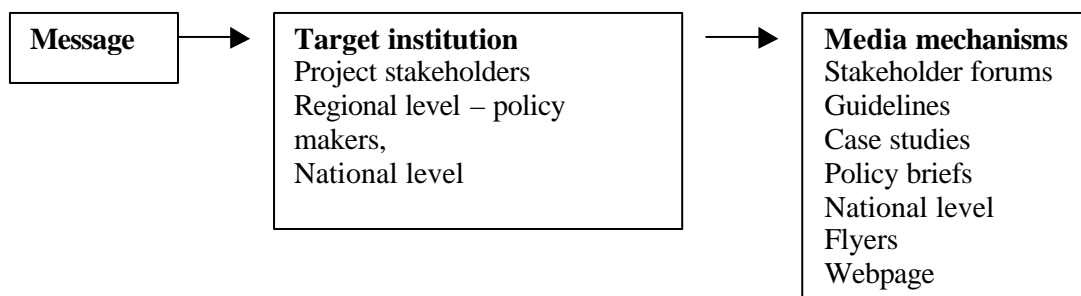 Message
Target institution
Project stakeholders
Regional level – policy
makers,
National level
Media mechanisms
Stakeholder forums
Guidelines
Case studies
Policy briefs
National level
Flyers
Webpage